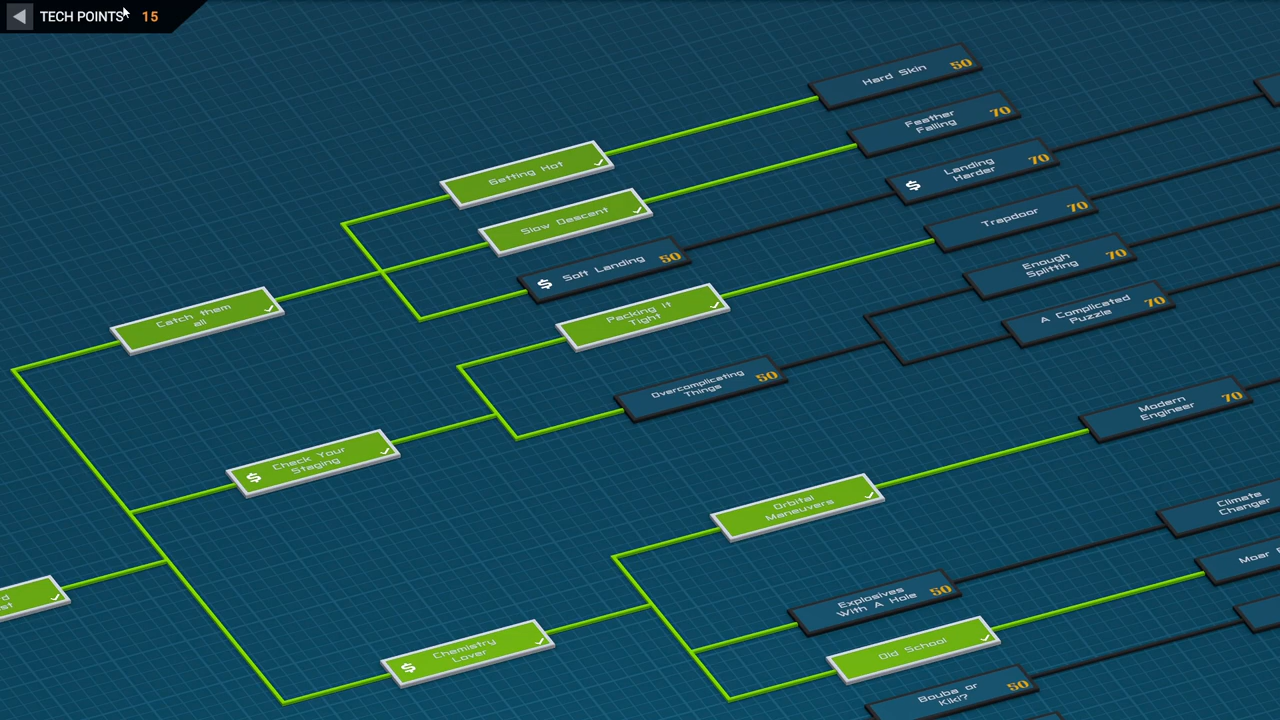 TECH POINTS 15
Hard Skin 50
Feather
Falling 70
Getting Hot
Landing
Harder 70
$
Slow Descent
Trapdoor 70
$ Soft Landing 50
Enough
Splitting 70
Catch them
all
Packing It
Tight
A Complicated
Puzzle 70
Overcomplicating
Things 50
Modern
Engineer 70
$ Check Your
Staging
Orbital
Maneuvers
Climate
Changer
Moar
Explosives
With A Hole 50
d
st
$ Chemistry
Lover
Old School
Bouba or
Kiki? 50